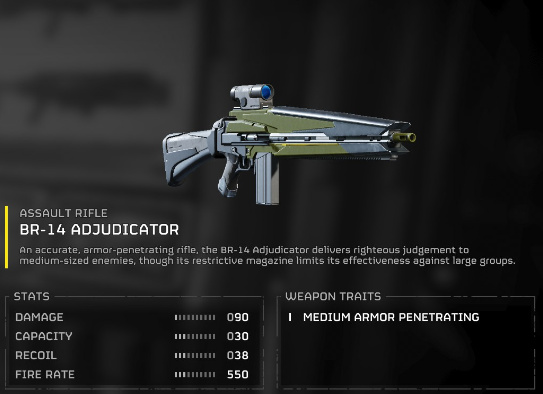 ASSAULT RIFLE
BR-14 ADJUDICATOR
An accurate, armor-penetrating rifle, the BR-14 Adjudicator delivers righteous judgement to
medium-sized enemies, though its restrictive magazine limits its effectiveness against large groups.
STATS
DAMAGE 090
CAPACITY 030
RECOIL 038
FIRE RATE 550
WEAPON TRAITS
I MEDIUM ARMOR PENETRATING